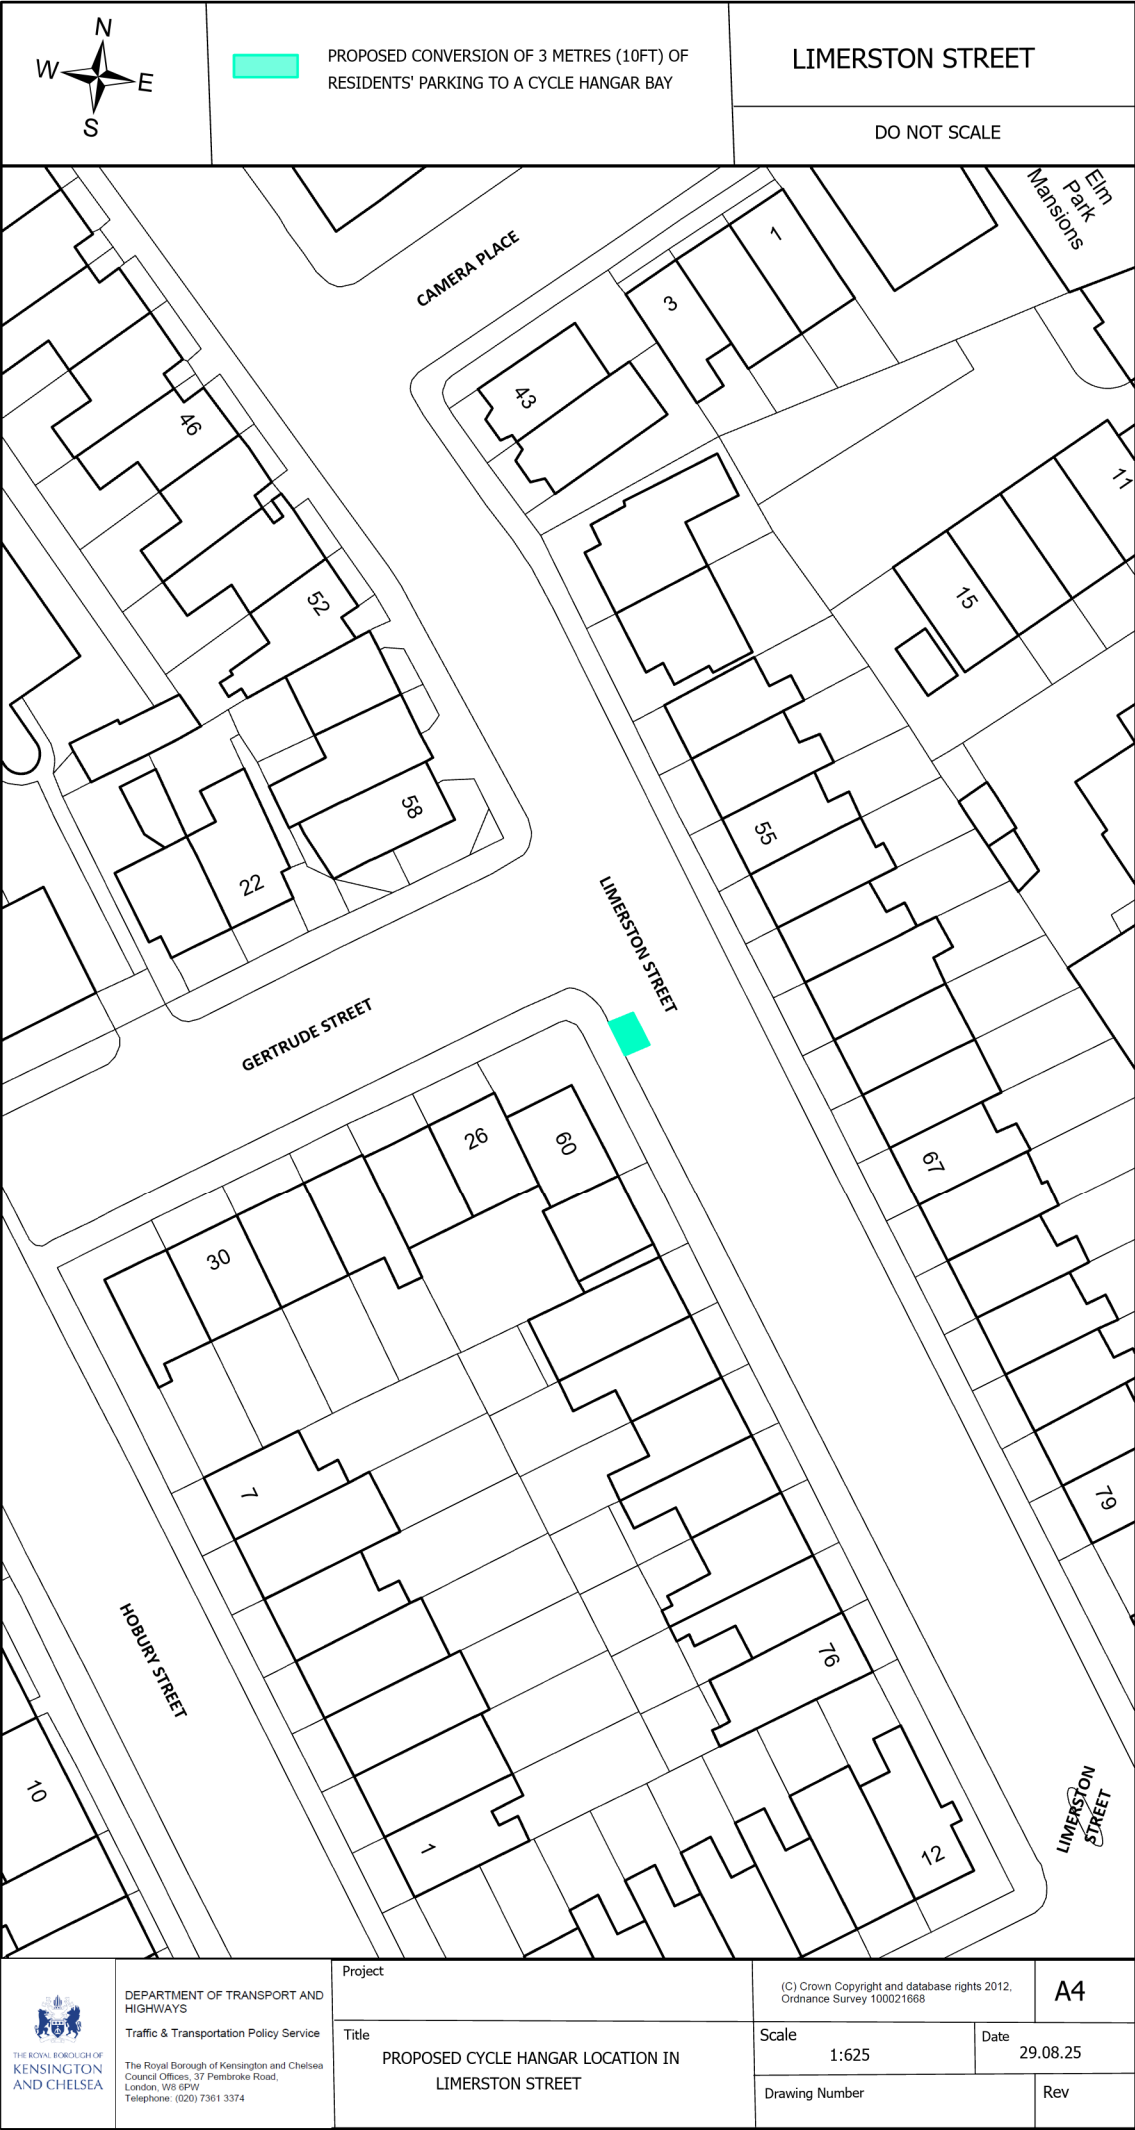 N
W
E
S
PROPOSED CONVERSION OF 3 METRES (10FT) OF
RESIDENTS' PARKING TO A CYCLE HANGAR BAY
LIMERSTON STREET
DO NOT SCALE
Elm
Park
Mansions
CAMERA PLACE
1
3
43
46
11
15
52
58
55
22
LIMERSTON STREET
GERTRUDE STREET
26
60
67
30
7
79
HOBURY STREET
76
10
LIMERSTON
STREET
1
12
THE ROYAL BOROUGH OF
KENSINGTON
AND CHELSEA
DEPARTMENT OF TRANSPORT AND
HIGHWAYS
Traffic & Transportation Policy Service
The Royal Borough of Kensington and Chelsea
Council Offices, 37 Pembroke Road,
London, W8 6PW
Telephone: (020) 7361 3374
Project
Title
PROPOSED CYCLE HANGAR LOCATION IN
LIMERSTON STREET
(C) Crown Copyright and database rights 2012,
Ordnance Survey 100021668
A4
Scale
1:625
Date
29.08.25
Drawing Number
Rev